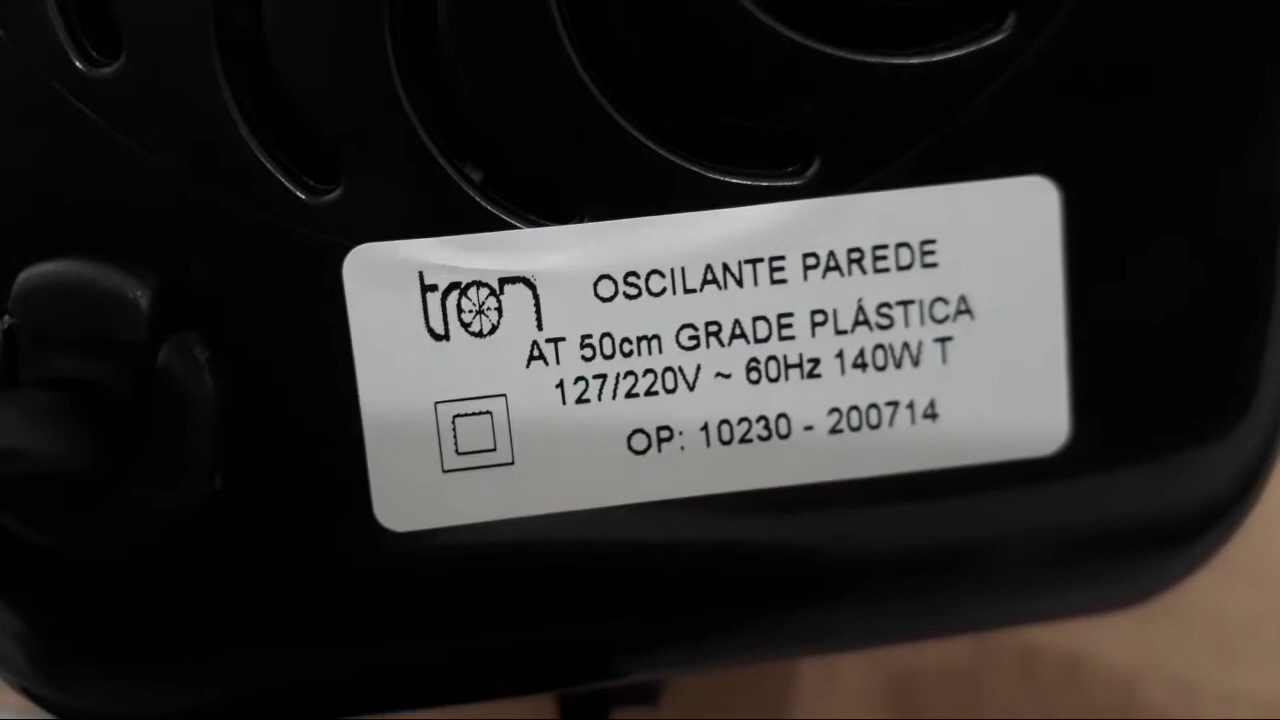 tron
OSCILANTE PAREDE
AT 50cm GRADE PLÁSTICA
127/220V ~ 60Hz 140W T
OP: 10230 - 200714